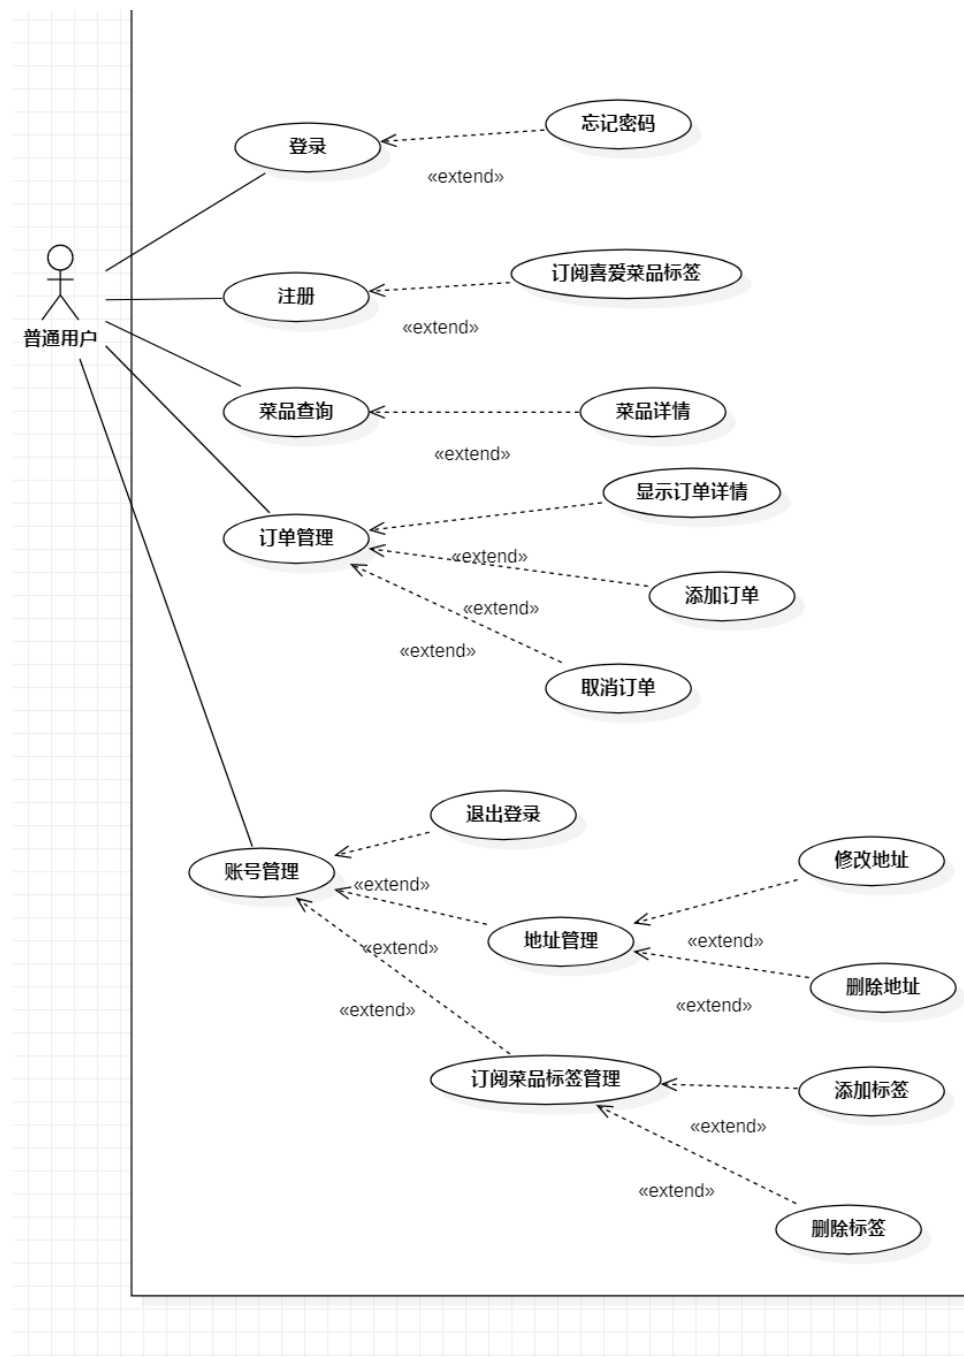 忘记密码
登录
«extend»
订阅喜爱菜品标签
注册
«extend»
普通用户
菜品查询
菜品详情
«extend»
显示订单详情
订单管理
«extend»
添加订单
«extend»
«extend»
取消订单
退出登录
修改地址
账号管理
«extend»
地址管理
«extend»
«extend»
删除地址
«extend»
«extend»
订阅菜品标签管理
添加标签
«extend»
«extend»
删除标签